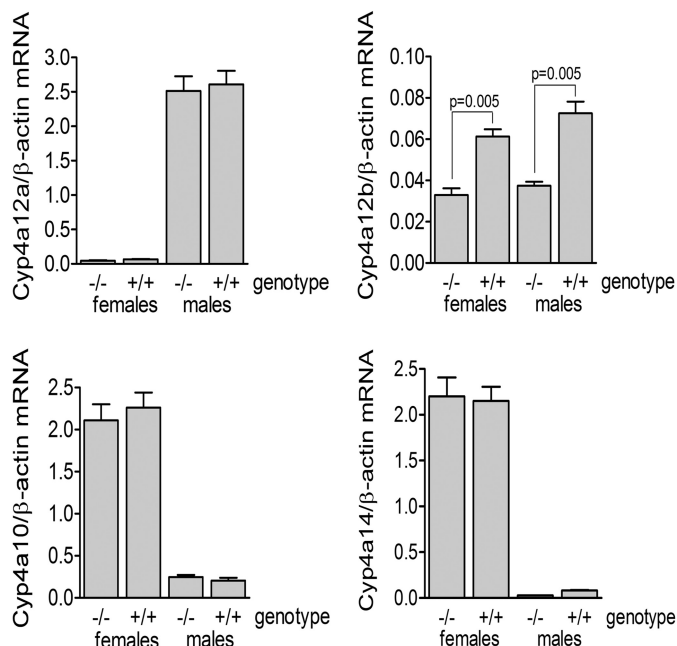 Cyp4a12a/β-actin mRNA
3.0
2.5
2.0
1.5
1.0
0.5
0.0
-/- +/+ -/- +/+ genotype
females males
Cyp4a12b/β-actin mRNA
0.10
0.08
0.06
0.04
0.02
0.00
p=0.005
p=0.005
-/- +/+ -/- +/+ genotype
females males
Cyp4a10/β-actin mRNA
2.5
2.0
1.5
1.0
0.5
0.0
-/- +/+ -/- +/+ genotype
females males
Cyp4a14/β-actin mRNA
2.5
2.0
1.5
1.0
0.5
0.0
-/- +/+ -/- +/+ genotype
females males